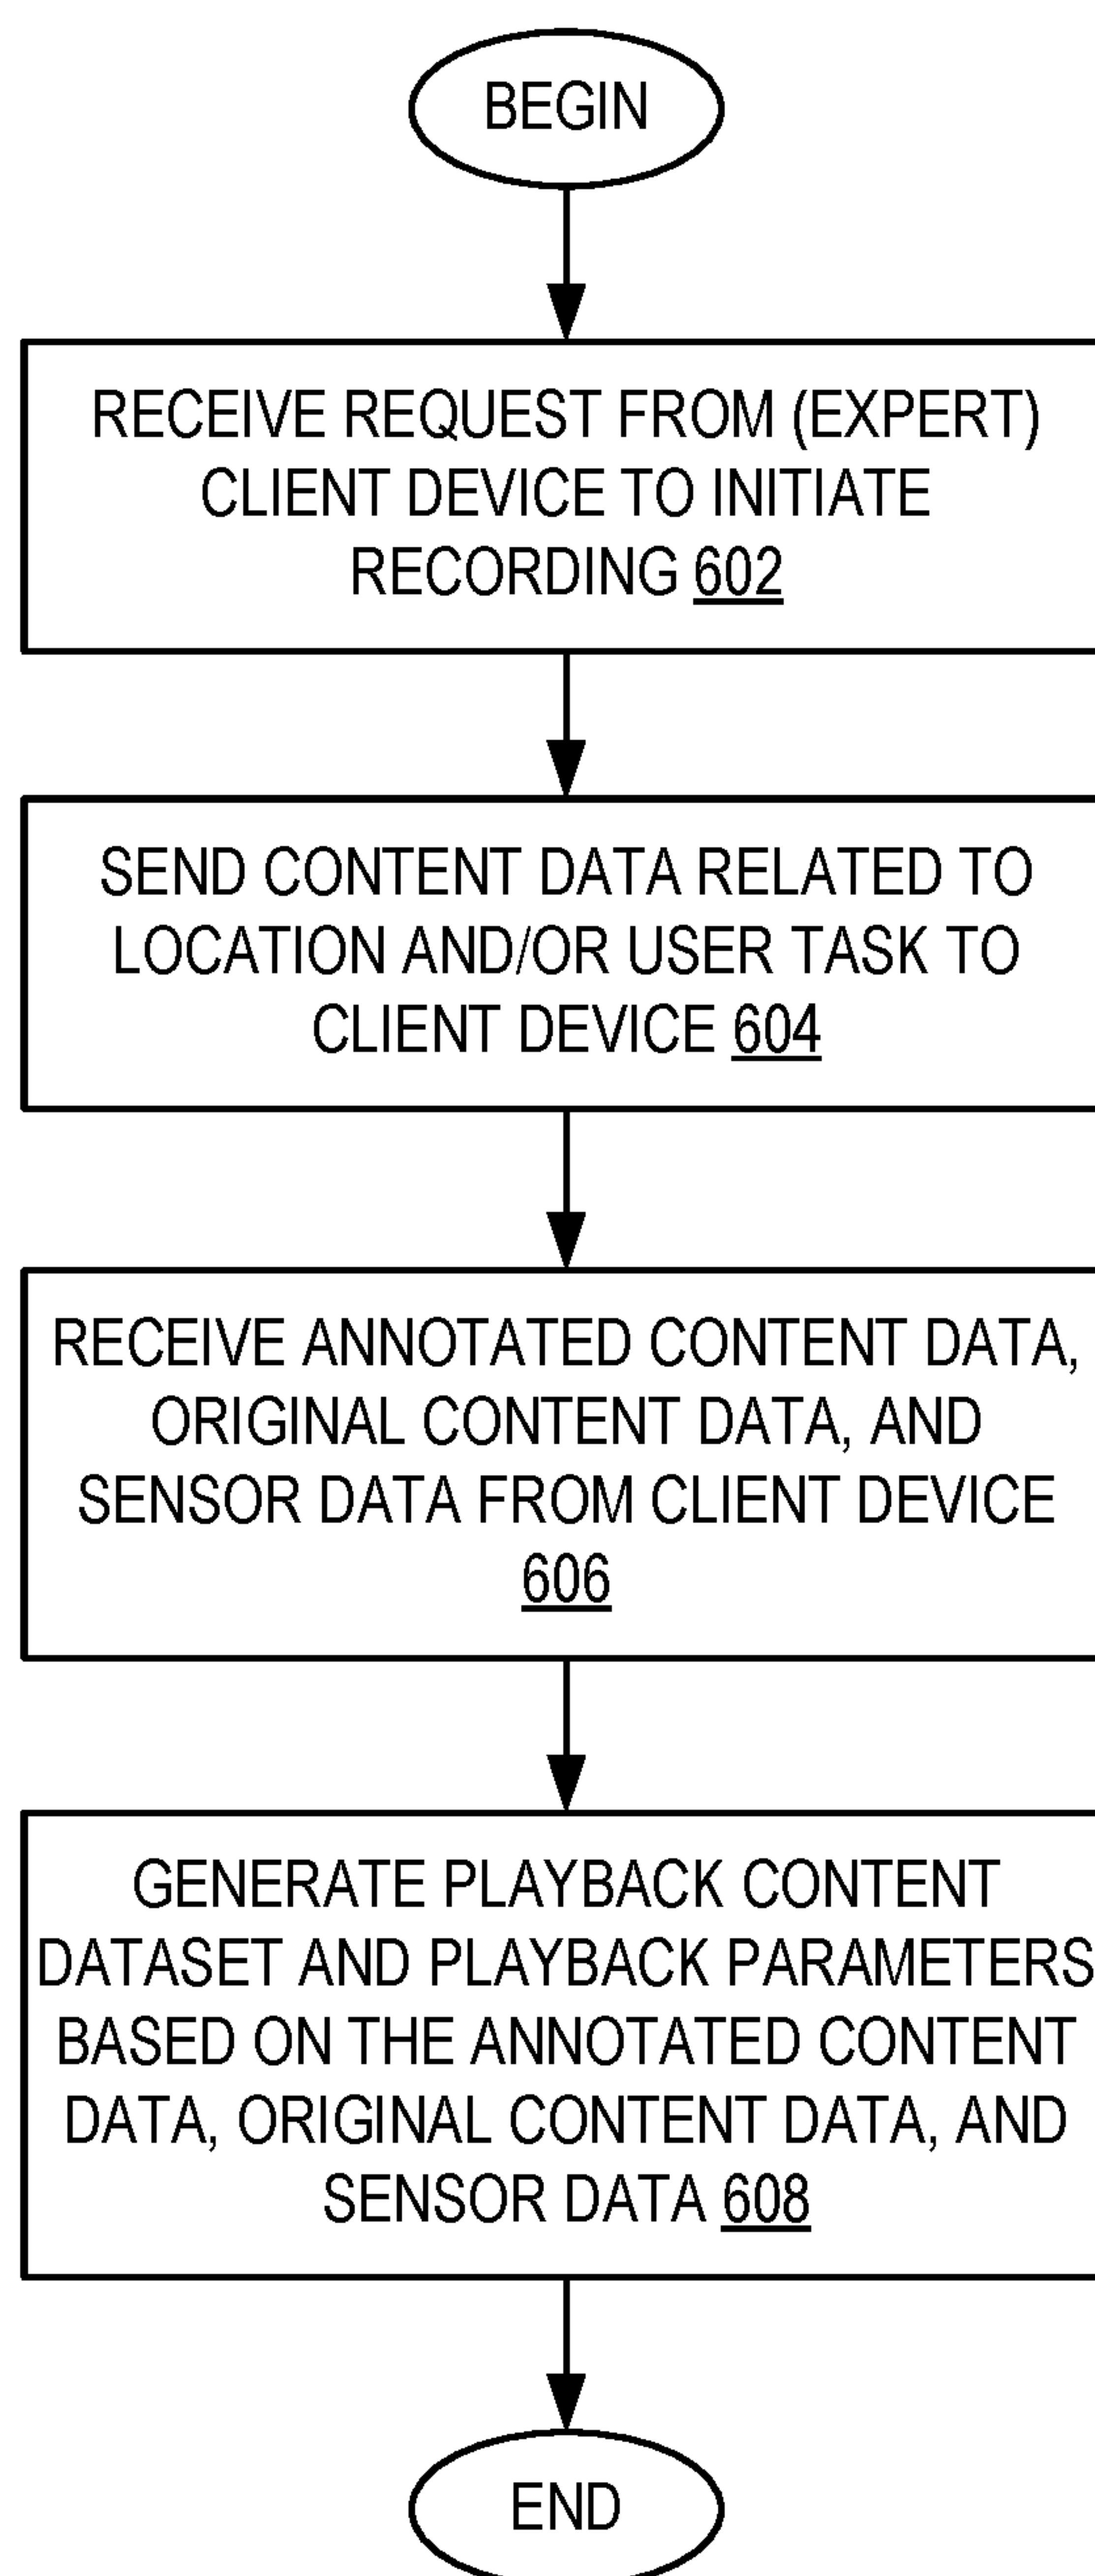 BEGIN
RECEIVE REQUEST FROM (EXPERT)
CLIENT DEVICE TO INITIATE
RECORDING 602
SEND CONTENT DATA RELATED TO
LOCATION AND/OR USER TASK TO
CLIENT DEVICE 604
RECEIVE ANNOTATED CONTENT DATA,
ORIGINAL CONTENT DATA, AND
SENSOR DATA FROM CLIENT DEVICE
606
GENERATE PLAYBACK CONTENT
DATASET AND PLAYBACK PARAMETERS
BASED ON THE ANNOTATED CONTENT
DATA, ORIGINAL CONTENT DATA, AND
SENSOR DATA 608
END